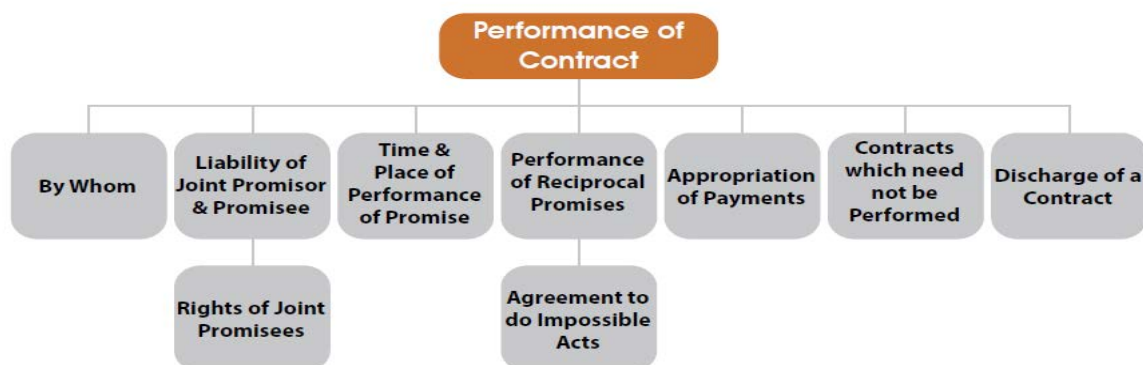 Performance of
Contract
By Whom
Liability of
Joint Promisor
& Promisee
Time &
Place of
Performance
of Promise
Performance
of Reciprocal
Promises
Appropriation
of Payments
Contracts
which need
not be
Performed
Discharge of a
Contract
Rights of Joint
Promisees
Agreement to
do Impossible
Acts